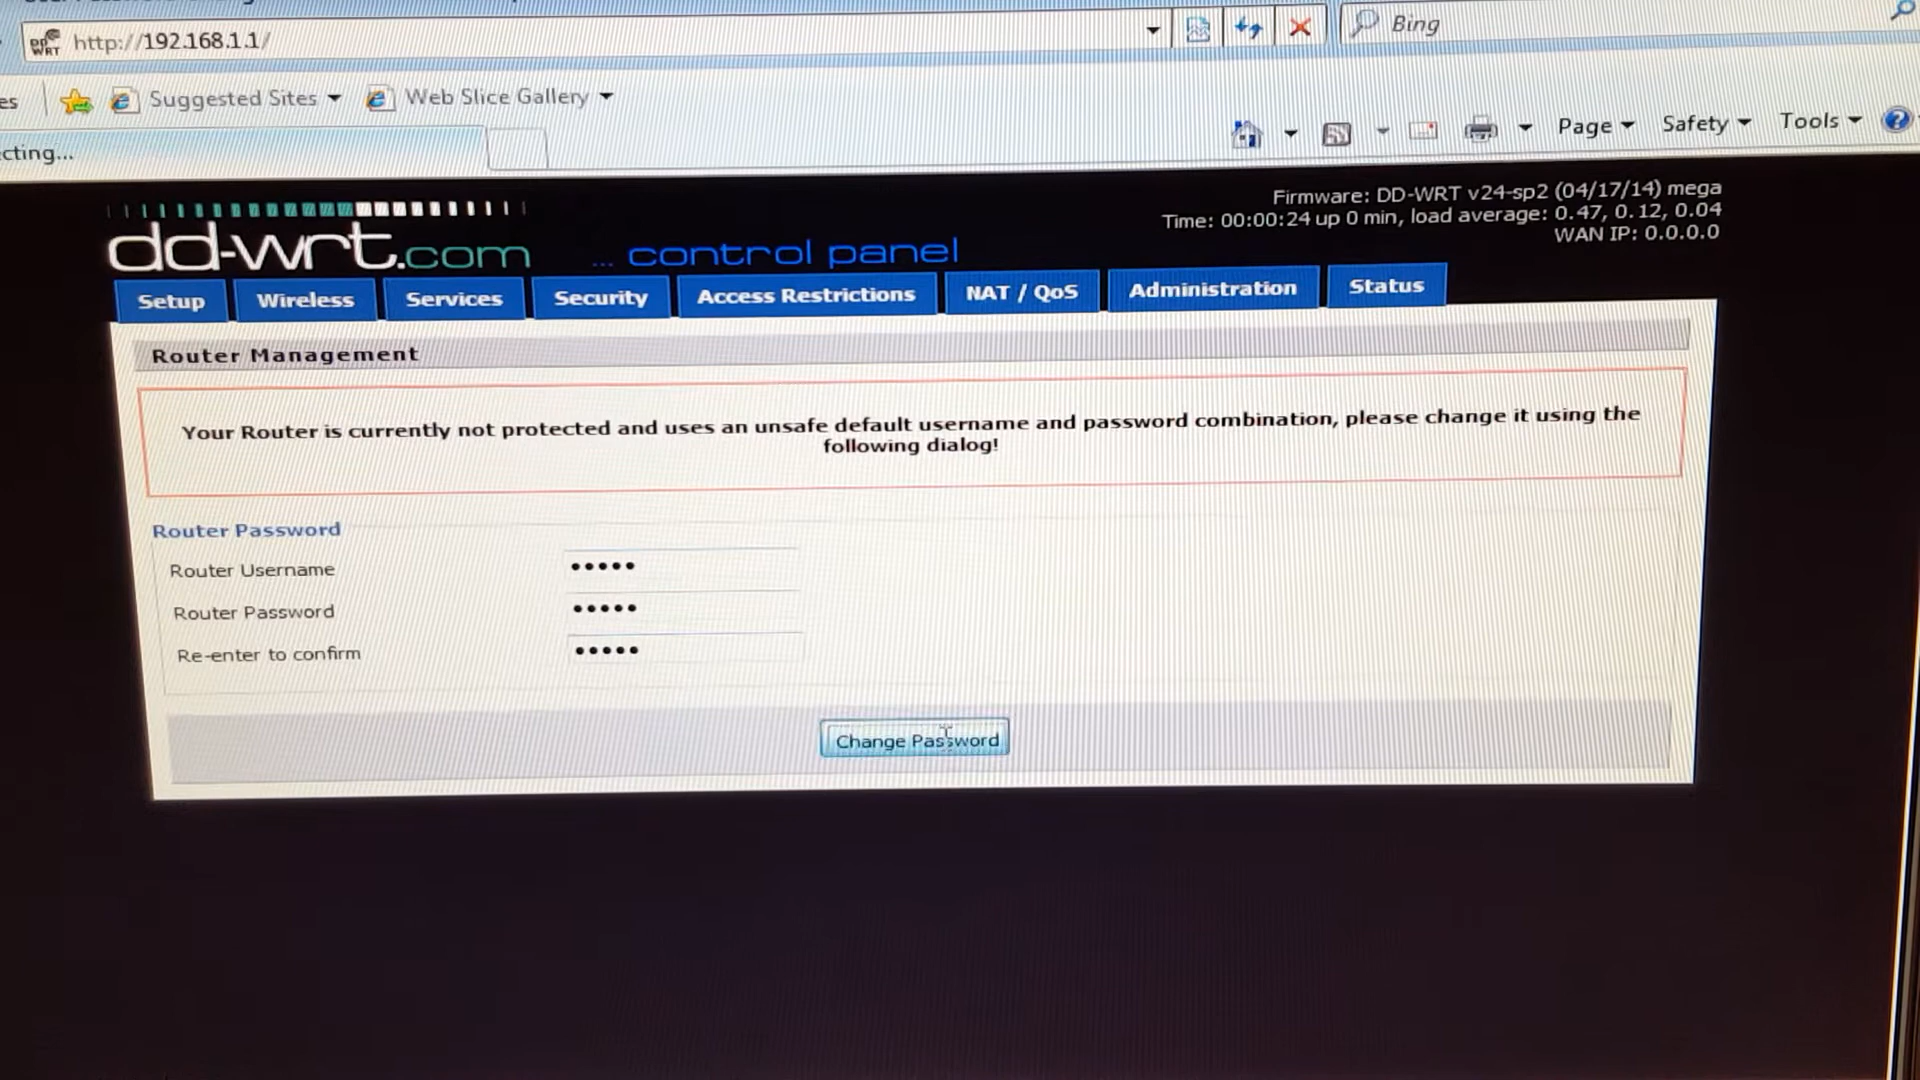 http://192.168.1.1/
Bing
es
Suggested Sites
Web Slice Gallery
cting...
Page
Safety
Tools
Firmware: DD-WRT v24-sp2 (04/17/14) mega
Time: 00:00:24 up 0 min, load average: 0.47, 0.12, 0.04
WAN IP: 0.0.0.0
dd-wrt.com
... control panel
Setup
Wireless
Services
Security
Access Restrictions
NAT / QoS
Administration
Status
Router Management
Your Router is currently not protected and uses an unsafe default username and password combination, please change it using the
following dialog!
Router Password
Router Username
•••••
Router Password
•••••
Re-enter to confirm
•••••
Change Password